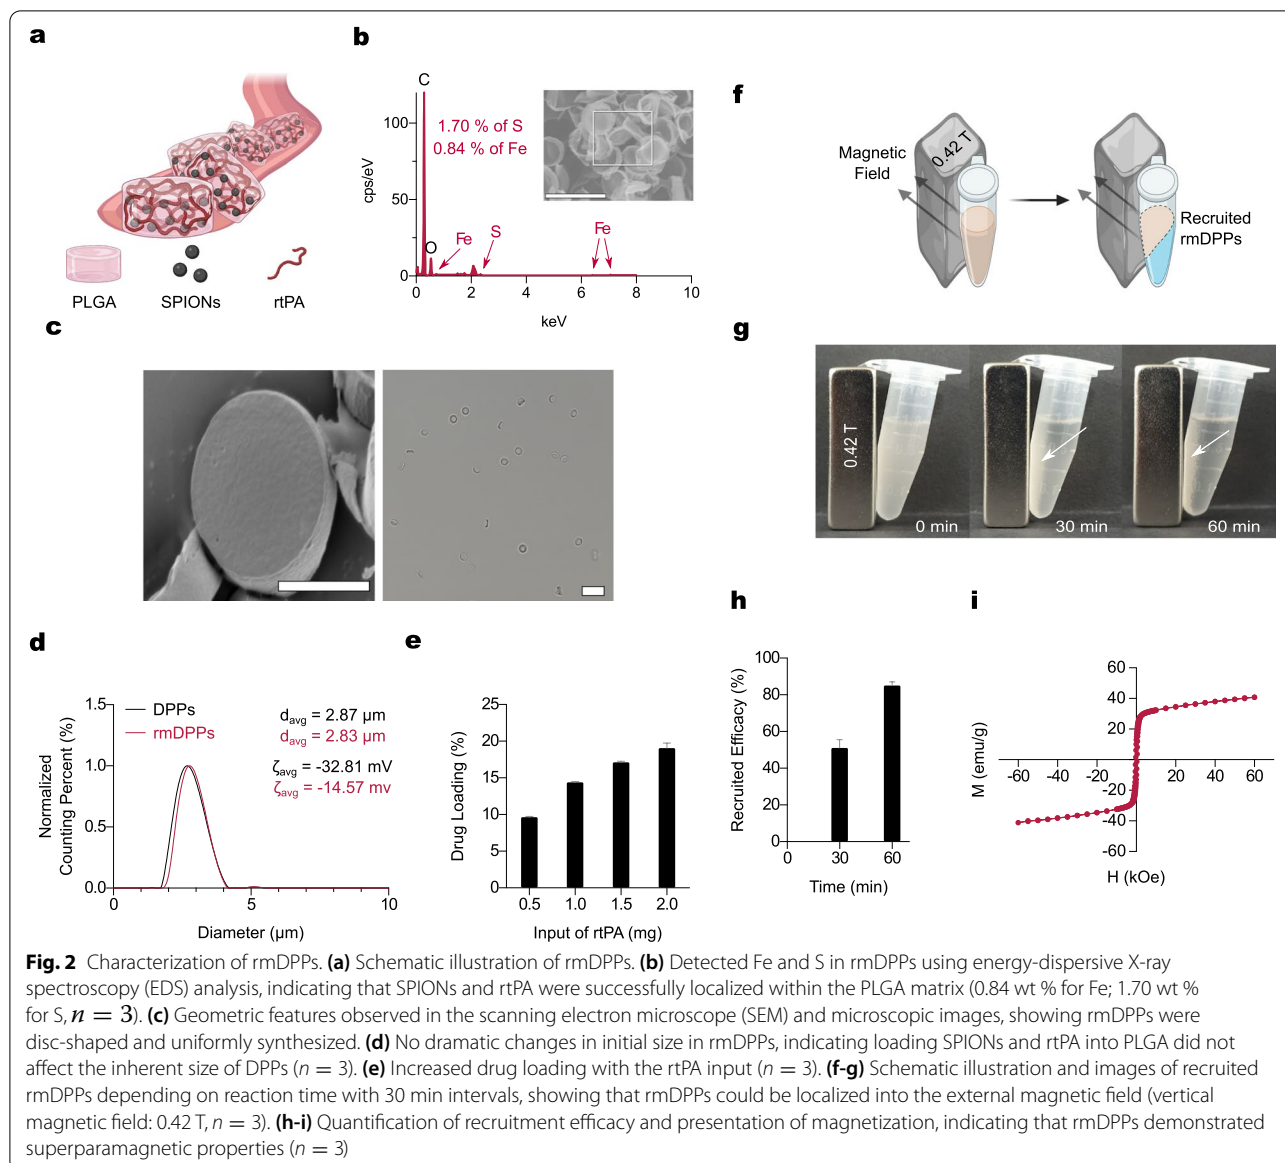 a
PLGA
SPIONs
rtPA
b
C
1.70 % of S
0.84 % of Fe
O
Fe
S
Fe
cps/eV
100
50
0
0
2
4
6
8
10
keV
c
d
Normalized
Counting Percent (%)
1.5
1.0
0.5
0.0
DPPs
rmDPPs
d_avg = 2.87 µm
d_avg = 2.83 µm
ζ_avg = -32.81 mV
ζ_avg = -14.57 mv
0
5
10
Diameter (µm)
e
Drug Loading (%)
25
20
15
10
5
0
0.5
1.0
1.5
2.0
Input of rtPA (mg)
f
0.42 T
Magnetic
Field
Recruited
rmDPPs
g
0.42 T
0 min
30 min
60 min
h
Recruited Efficacy (%)
100
80
60
40
20
0
0
30
60
Time (min)
i
M (emu/g)
60
40
20
-60
-40
-20
20
40
60
-20
-40
-60
H (kOe)
Fig. 2 Characterization of rmDPPs. (a) Schematic illustration of rmDPPs. (b) Detected Fe and S in rmDPPs using energy-dispersive X-ray
spectroscopy (EDS) analysis, indicating that SPIONs and rtPA were successfully localized within the PLGA matrix (0.84 wt % for Fe; 1.70 wt %
for S, n = 3). (c) Geometric features observed in the scanning electron microscope (SEM) and microscopic images, showing rmDPPs were
disc-shaped and uniformly synthesized. (d) No dramatic changes in initial size in rmDPPs, indicating loading SPIONs and rtPA into PLGA did not
affect the inherent size of DPPs (n = 3). (e) Increased drug loading with the rtPA input (n = 3). (f-g) Schematic illustration and images of recruited
rmDPPs depending on reaction time with 30 min intervals, showing that rmDPPs could be localized into the external magnetic field (vertical
magnetic field: 0.42 T, n = 3). (h-i) Quantification of recruitment efficacy and presentation of magnetization, indicating that rmDPPs demonstrated
superparamagnetic properties (n = 3)